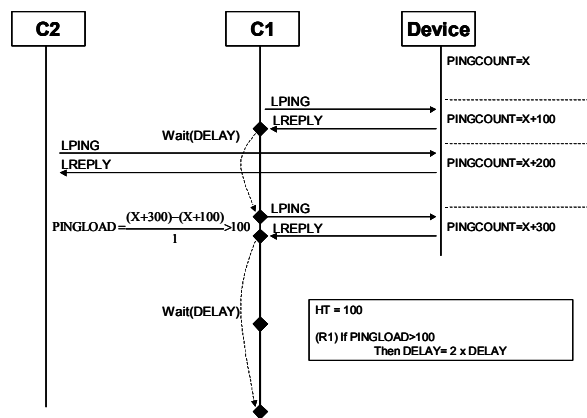 C2 C1 Device
PINGCOUNT=X
LPING
LREPLY PINGCOUNT=X+100
Wait(DELAY)
LPING
LREPLY PINGCOUNT=X+200
LPING
PINGLOAD=(X+300)–(X+100)/1>100 LREPLY PINGCOUNT=X+300
Wait(DELAY)
HT = 100
(R1) If PINGLOAD>100
Then DELAY= 2 x DELAY